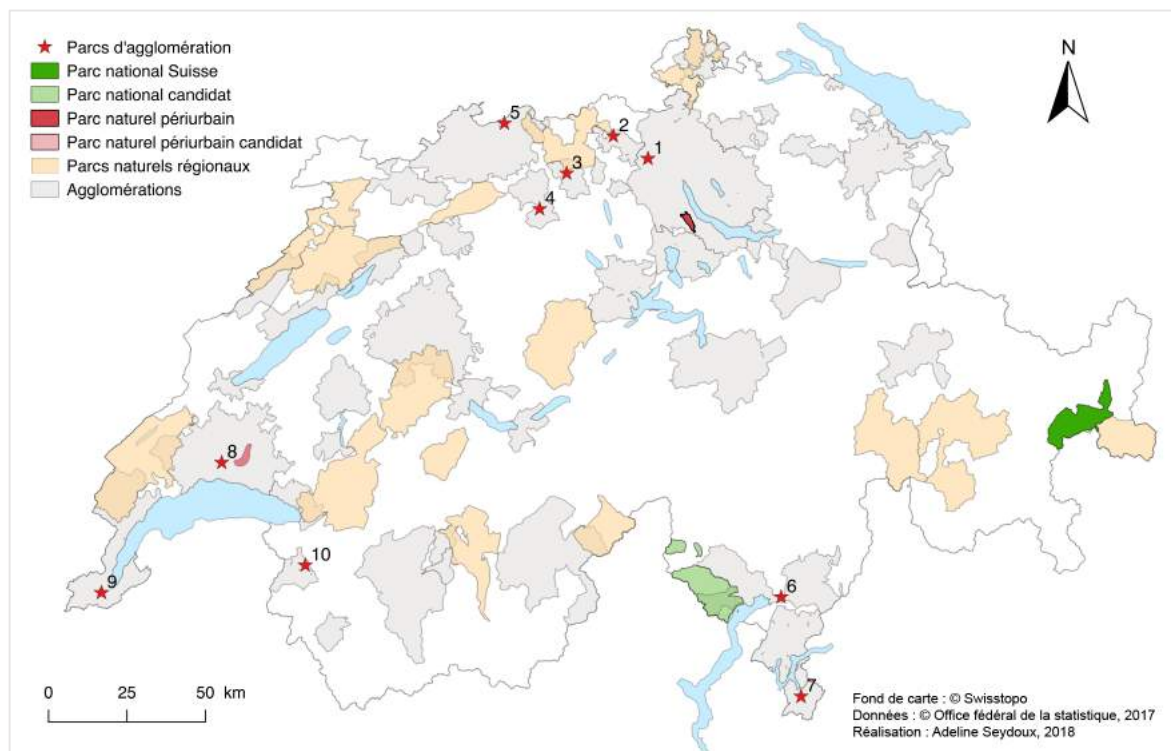 Parcs d'agglomération
Parc national Suisse
Parc national candidat
Parc naturel périurbain
Parc naturel périurbain candidat
Parcs naturels régionaux
Agglomérations
N
5
2
1
3
4
8
10
9
6
7
0 25 50 km
Fond de carte : © Swisstopo
Données : © Office fédéral de la statistique, 2017
Réalisation : Adeline Seydoux, 2018